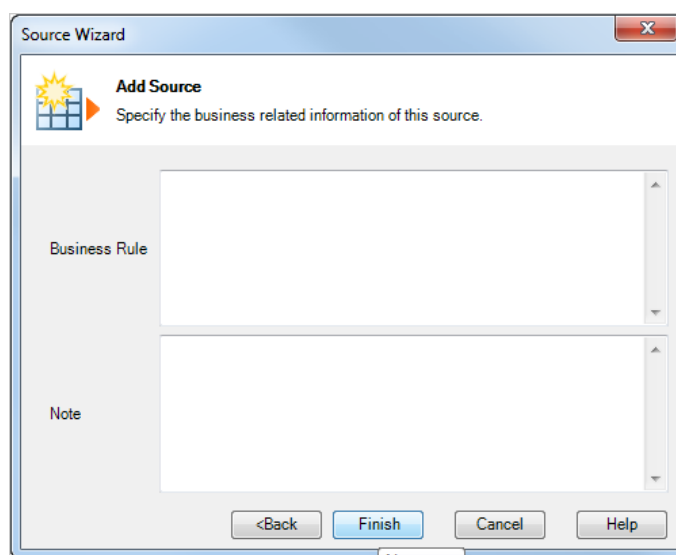 Source Wizard
Add Source
Specify the business related information of this source.
Business Rule
Note
<Back Finish Cancel Help